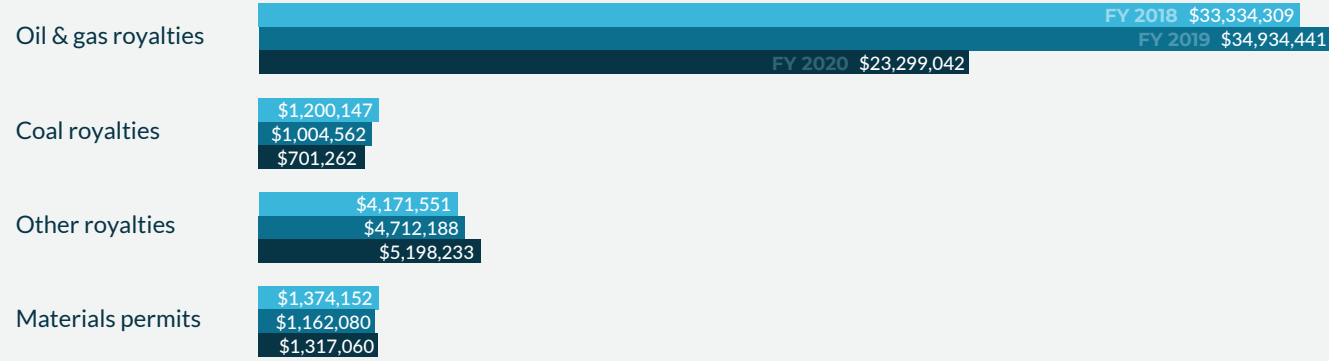 FY 2018 $33,334,309
Oil & gas royalties
FY 2019 $34,934,441
FY 2020 $23,299,042
$1,200,147
Coal royalties
$1,004,562
$701,262
$4,171,551
Other royalties
$4,712,188
$5,198,233
$1,374,152
Materials permits
$1,162,080
$1,317,060